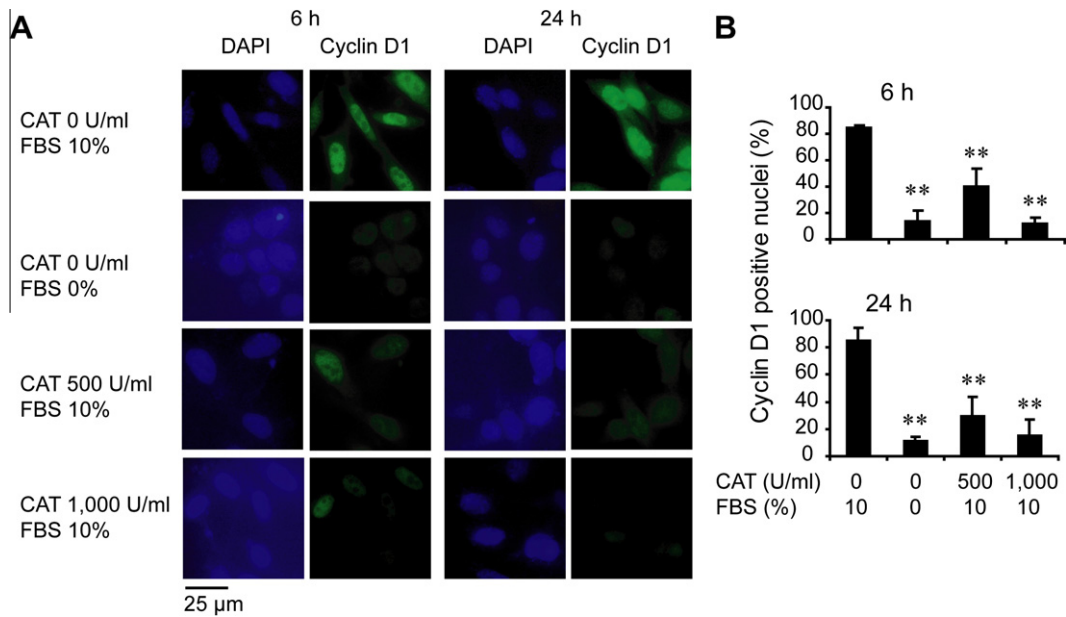 A
6 h
24 h
DAPI
Cyclin D1
DAPI
Cyclin D1
CAT 0 U/ml
FBS 10%
CAT 0 U/ml
FBS 0%
CAT 500 U/ml
FBS 10%
CAT 1,000 U/ml
FBS 10%
25 µm
B
Cyclin D1 positive nuclei (%)
6 h
100
80
60
40
20
0
**
**
**
24 h
100
80
60
40
20
0
**
**
**
CAT (U/ml) 0 0 500 1,000
FBS (%) 10 0 10 10